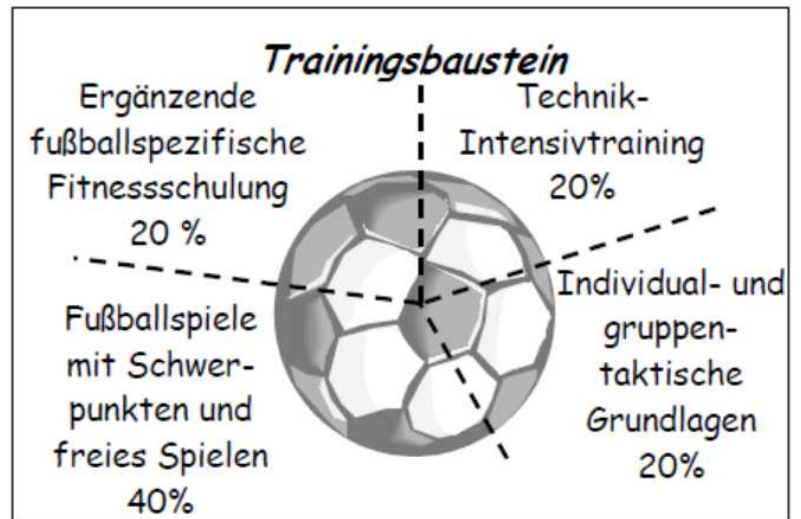 Trainingsbaustein
Ergänzende
fußballspezifische
Fitnessschulung
20 %
Technik-
Intensivtraining
20%
Fußballspiele
mit Schwer-
punkten und
freies Spielen
40%
Individual- und
gruppen-
taktische
Grundlagen
20%